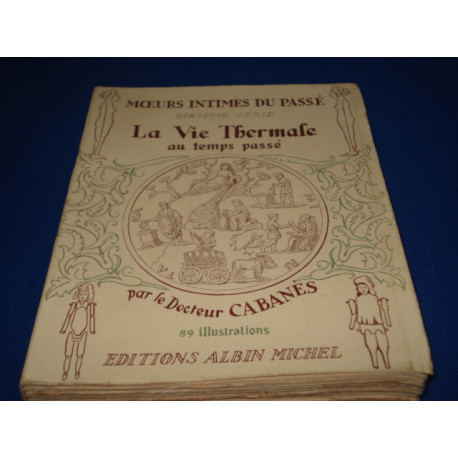 MŒURS INTIMES DU PASSÉ
DIXIÈME SÉRIE
La Vie Thermale
au temps passé
par le Docteur CABANÈS
89 illustrations
EDITIONS ALBIN MICHEL